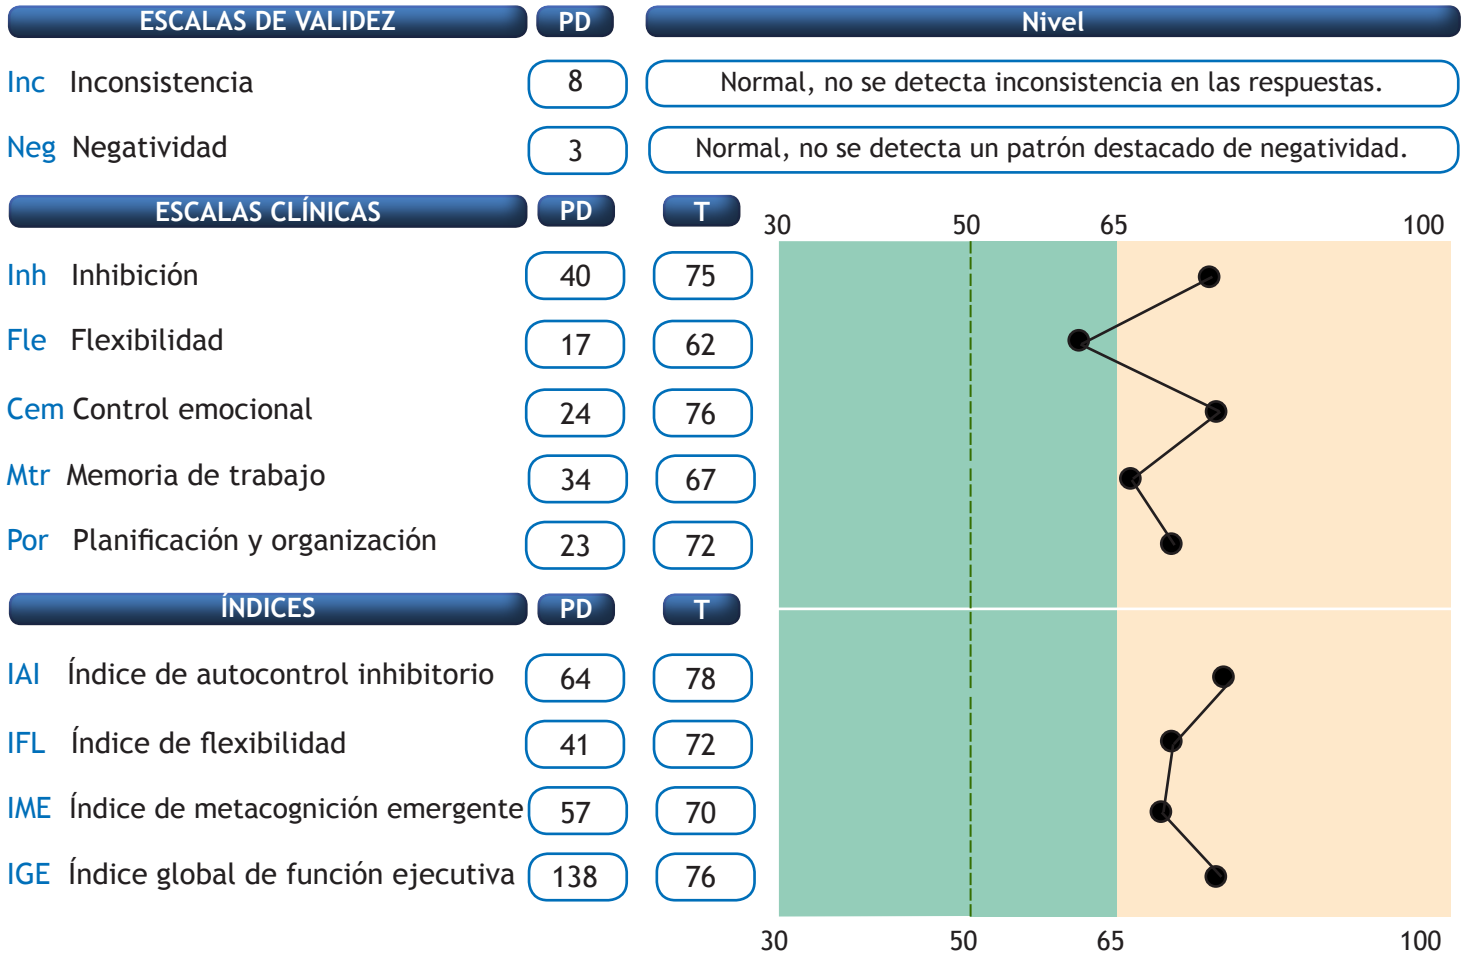 ESCALAS DE VALIDEZ PD Nivel
Inc Inconsistencia 8 Normal, no se detecta inconsistencia en las respuestas.
Neg Negatividad 3 Normal, no se detecta un patrón destacado de negatividad.
ESCALAS CLÍNICAS PD T 30 50 65 100
Inh Inhibición 40 75
Fle Flexibilidad 17 62
Cem Control emocional 24 76
Mtr Memoria de trabajo 34 67
Por Planificación y organización 23 72
ÍNDICES PD T
IAI Índice de autocontrol inhibitorio 64 78
IFL Índice de flexibilidad 41 72
IME Índice de metacognición emergente 57 70
IGE Índice global de función ejecutiva 138 76
30 50 65 100